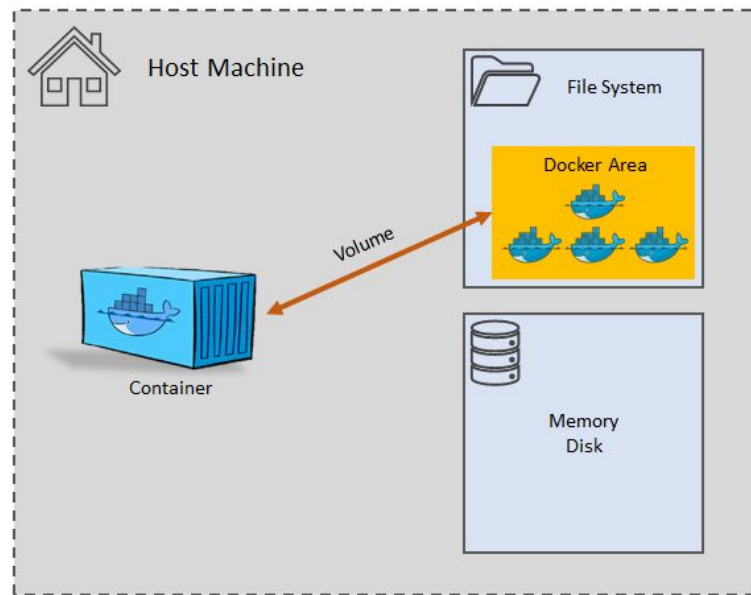 Host Machine
File System
Docker Area
Volume
Container
Memory
Disk